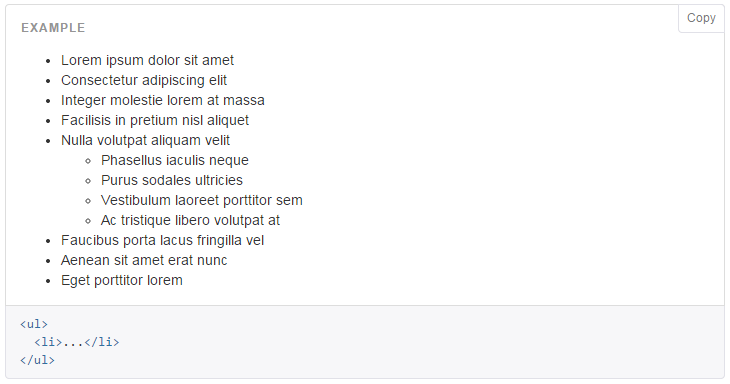 Copy
EXAMPLE
Lorem ipsum dolor sit amet
Consectetur adipiscing elit
Integer molestie lorem at massa
Facilisis in pretium nisl aliquet
Nulla volutpat aliquam velit
Phasellus iaculis neque
Purus sodales ultricies
Vestibulum laoreet porttitor sem
Ac tristique libero volutpat at
Faucibus porta lacus fringilla vel
Aenean sit amet erat nunc
Eget porttitor lorem
<ul>
  <li>...</li>
</ul>